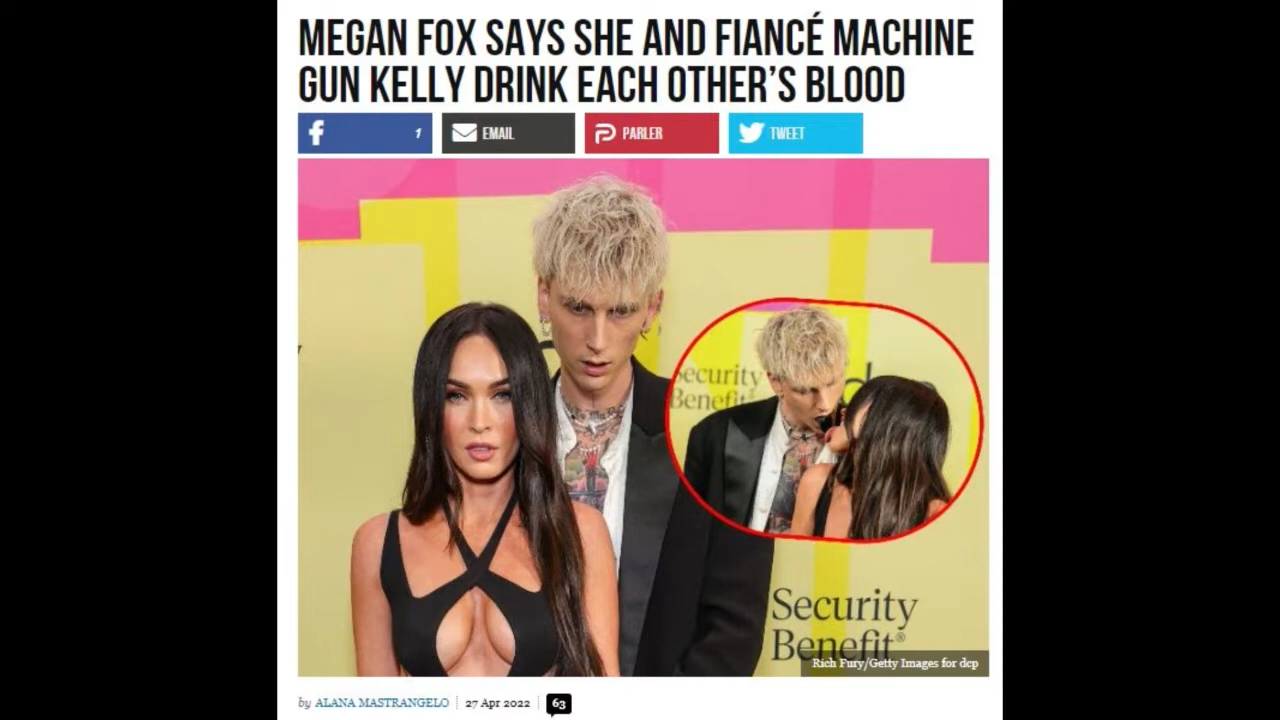 MEGAN FOX SAYS SHE AND FIANCÉ MACHINE
GUN KELLY DRINK EACH OTHER'S BLOOD
1
EMAIL
PARLER
TWEET
ecurity
Benefit
Security
Benefit®
Rich Fury/Getty Images for dcp
by ALANA MASTRANGELO
27 Apr 2022
63